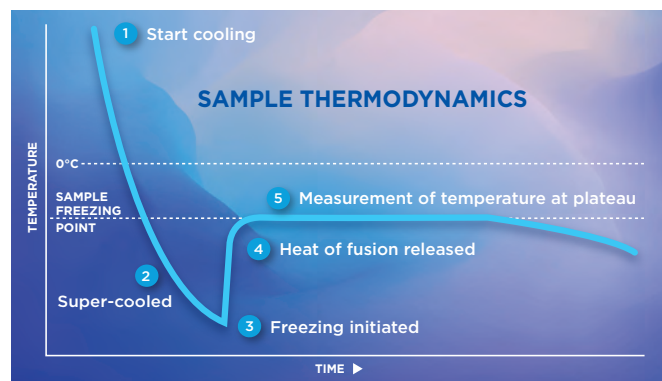 1 Start cooling
SAMPLE THERMODYNAMICS
TEMPERATURE
0°C
SAMPLE
FREEZING
POINT
5 Measurement of temperature at plateau
4 Heat of fusion released
2
Super-cooled
3 Freezing initiated
TIME ▶